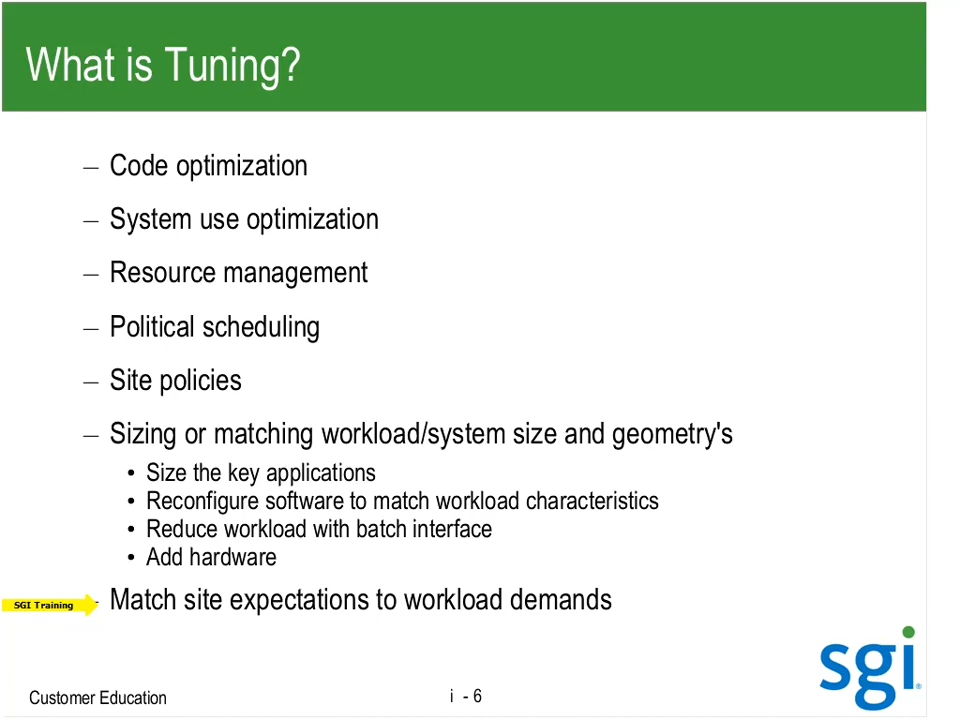 What is Tuning?
– Code optimization
– System use optimization
– Resource management
– Political scheduling
– Site policies
– Sizing or matching workload/system size and geometry's
• Size the key applications
• Reconfigure software to match workload characteristics
• Reduce workload with batch interface
• Add hardware
SGI Training
– Match site expectations to workload demands
sgi®
Customer Education
i - 6